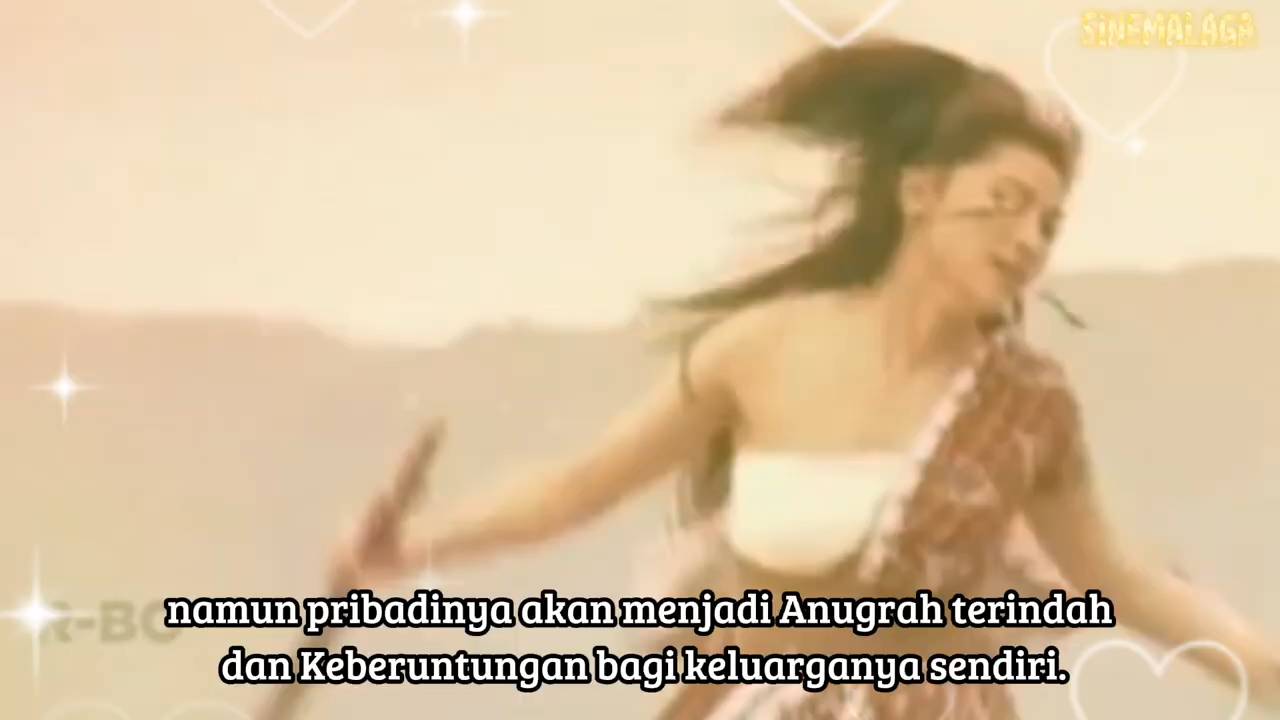 SINEMALAGA
namun pribadinya akan menjadi Anugrah terindah
dan Keberuntungan bagi keluarganya sendiri.